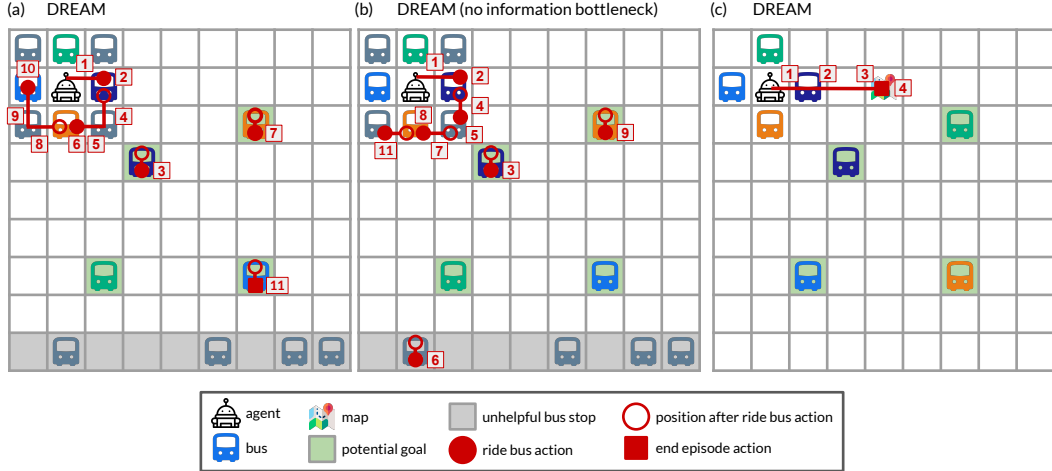 (a) DREAM
(b) DREAM (no information bottleneck)
(c) DREAM
1
10
2
9
4
8
6
5
7
3
11
1
2
4
8
5
11
7
9
3
6
1
2
3
4
agent
map
unhelpful bus stop
position after ride bus action
bus
potential goal
ride bus action
end episode action